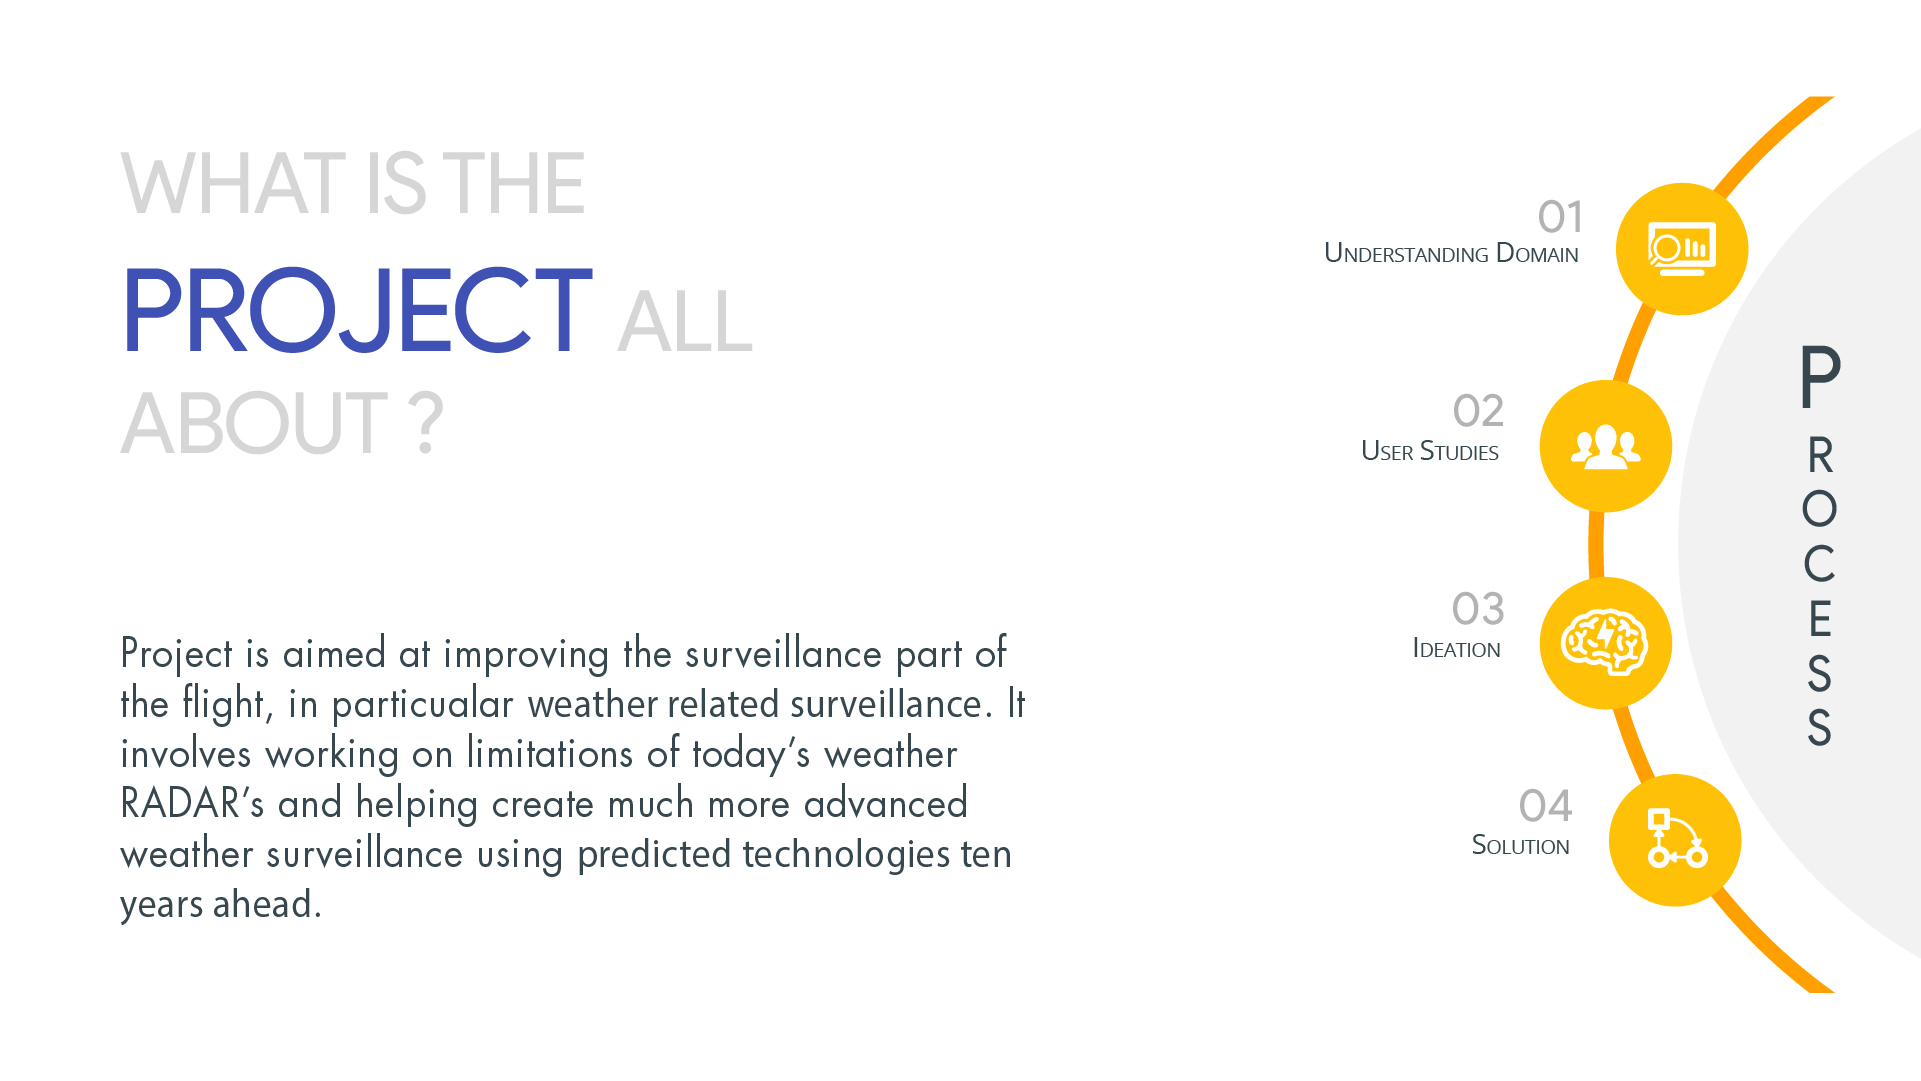 WHAT IS THE
PROJECT ALL
ABOUT ?
Project is aimed at improving the surveillance part of
the flight, in particualar weather related surveillance. It
involves working on limitations of today’s weather
RADAR’s and helping create much more advanced
weather surveillance using predicted technologies ten
years ahead.
01
Understanding Domain
02
User Studies
03
Ideation
04
Solution
P
R
O
C
E
S
S